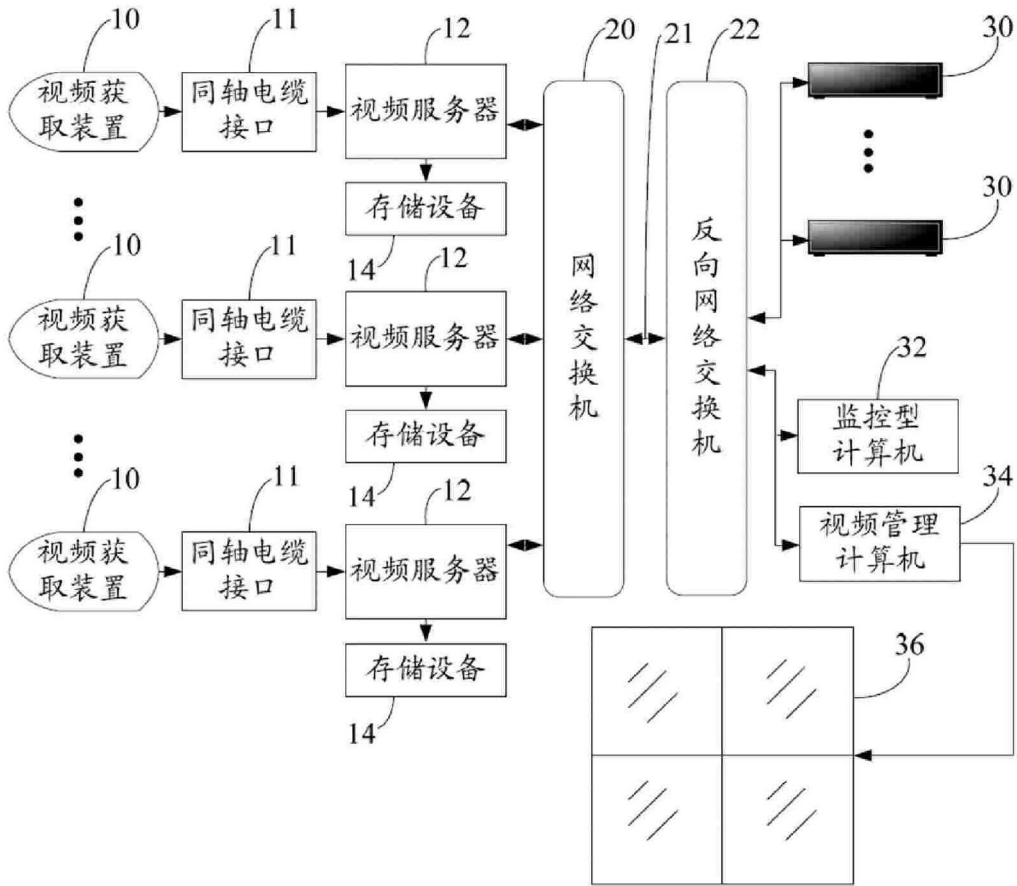 10
11
12
20
21
22
30
视频获
取装置
同轴电缆
接口
视频服务器
存储设备
14
30
10
11
12
视频获
取装置
同轴电缆
接口
视频服务器
存储设备
14
网络交换机
反向网络交换机
32
监控型
计算机
10
11
12
34
视频获
取装置
同轴电缆
接口
视频服务器
视频管理
计算机
存储设备
14
36